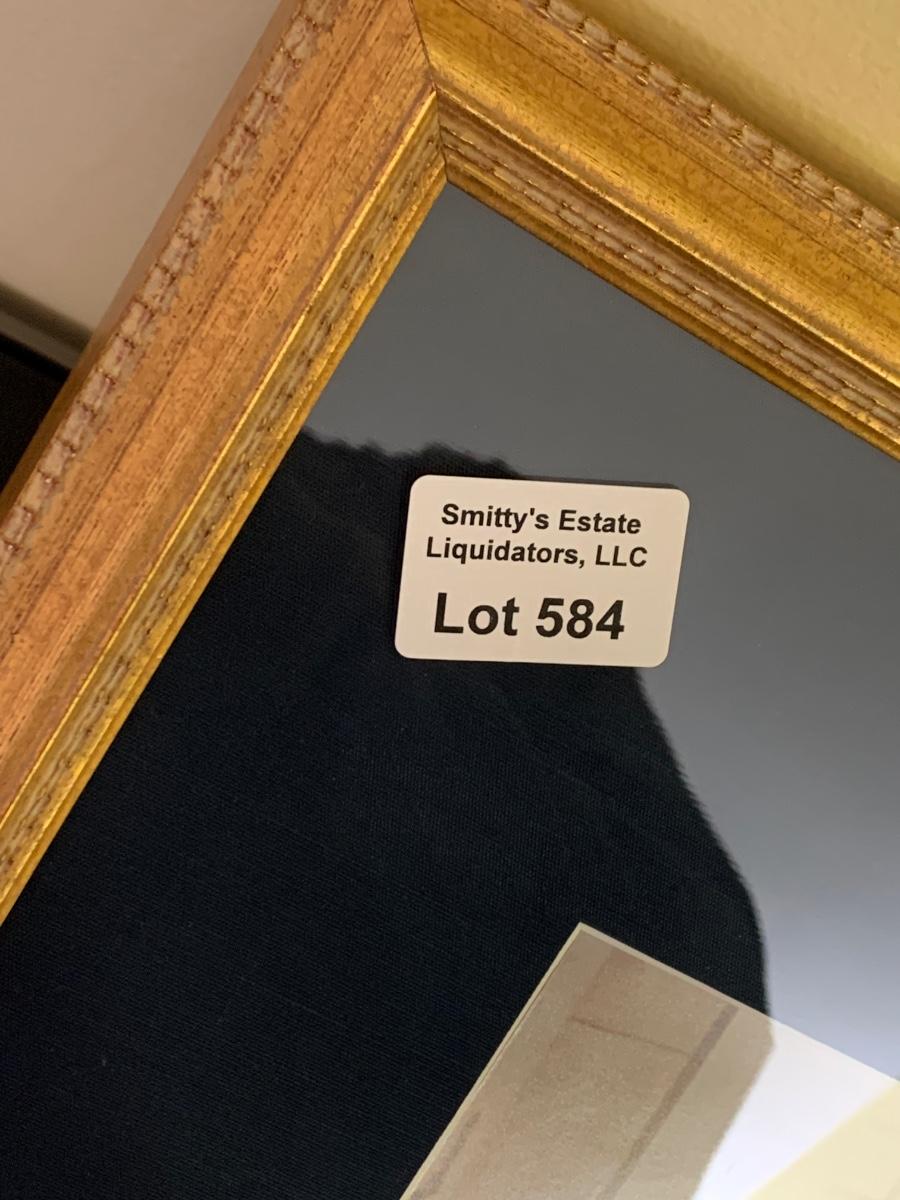 Smitty's Estate
Liquidators, LLC
Lot 584